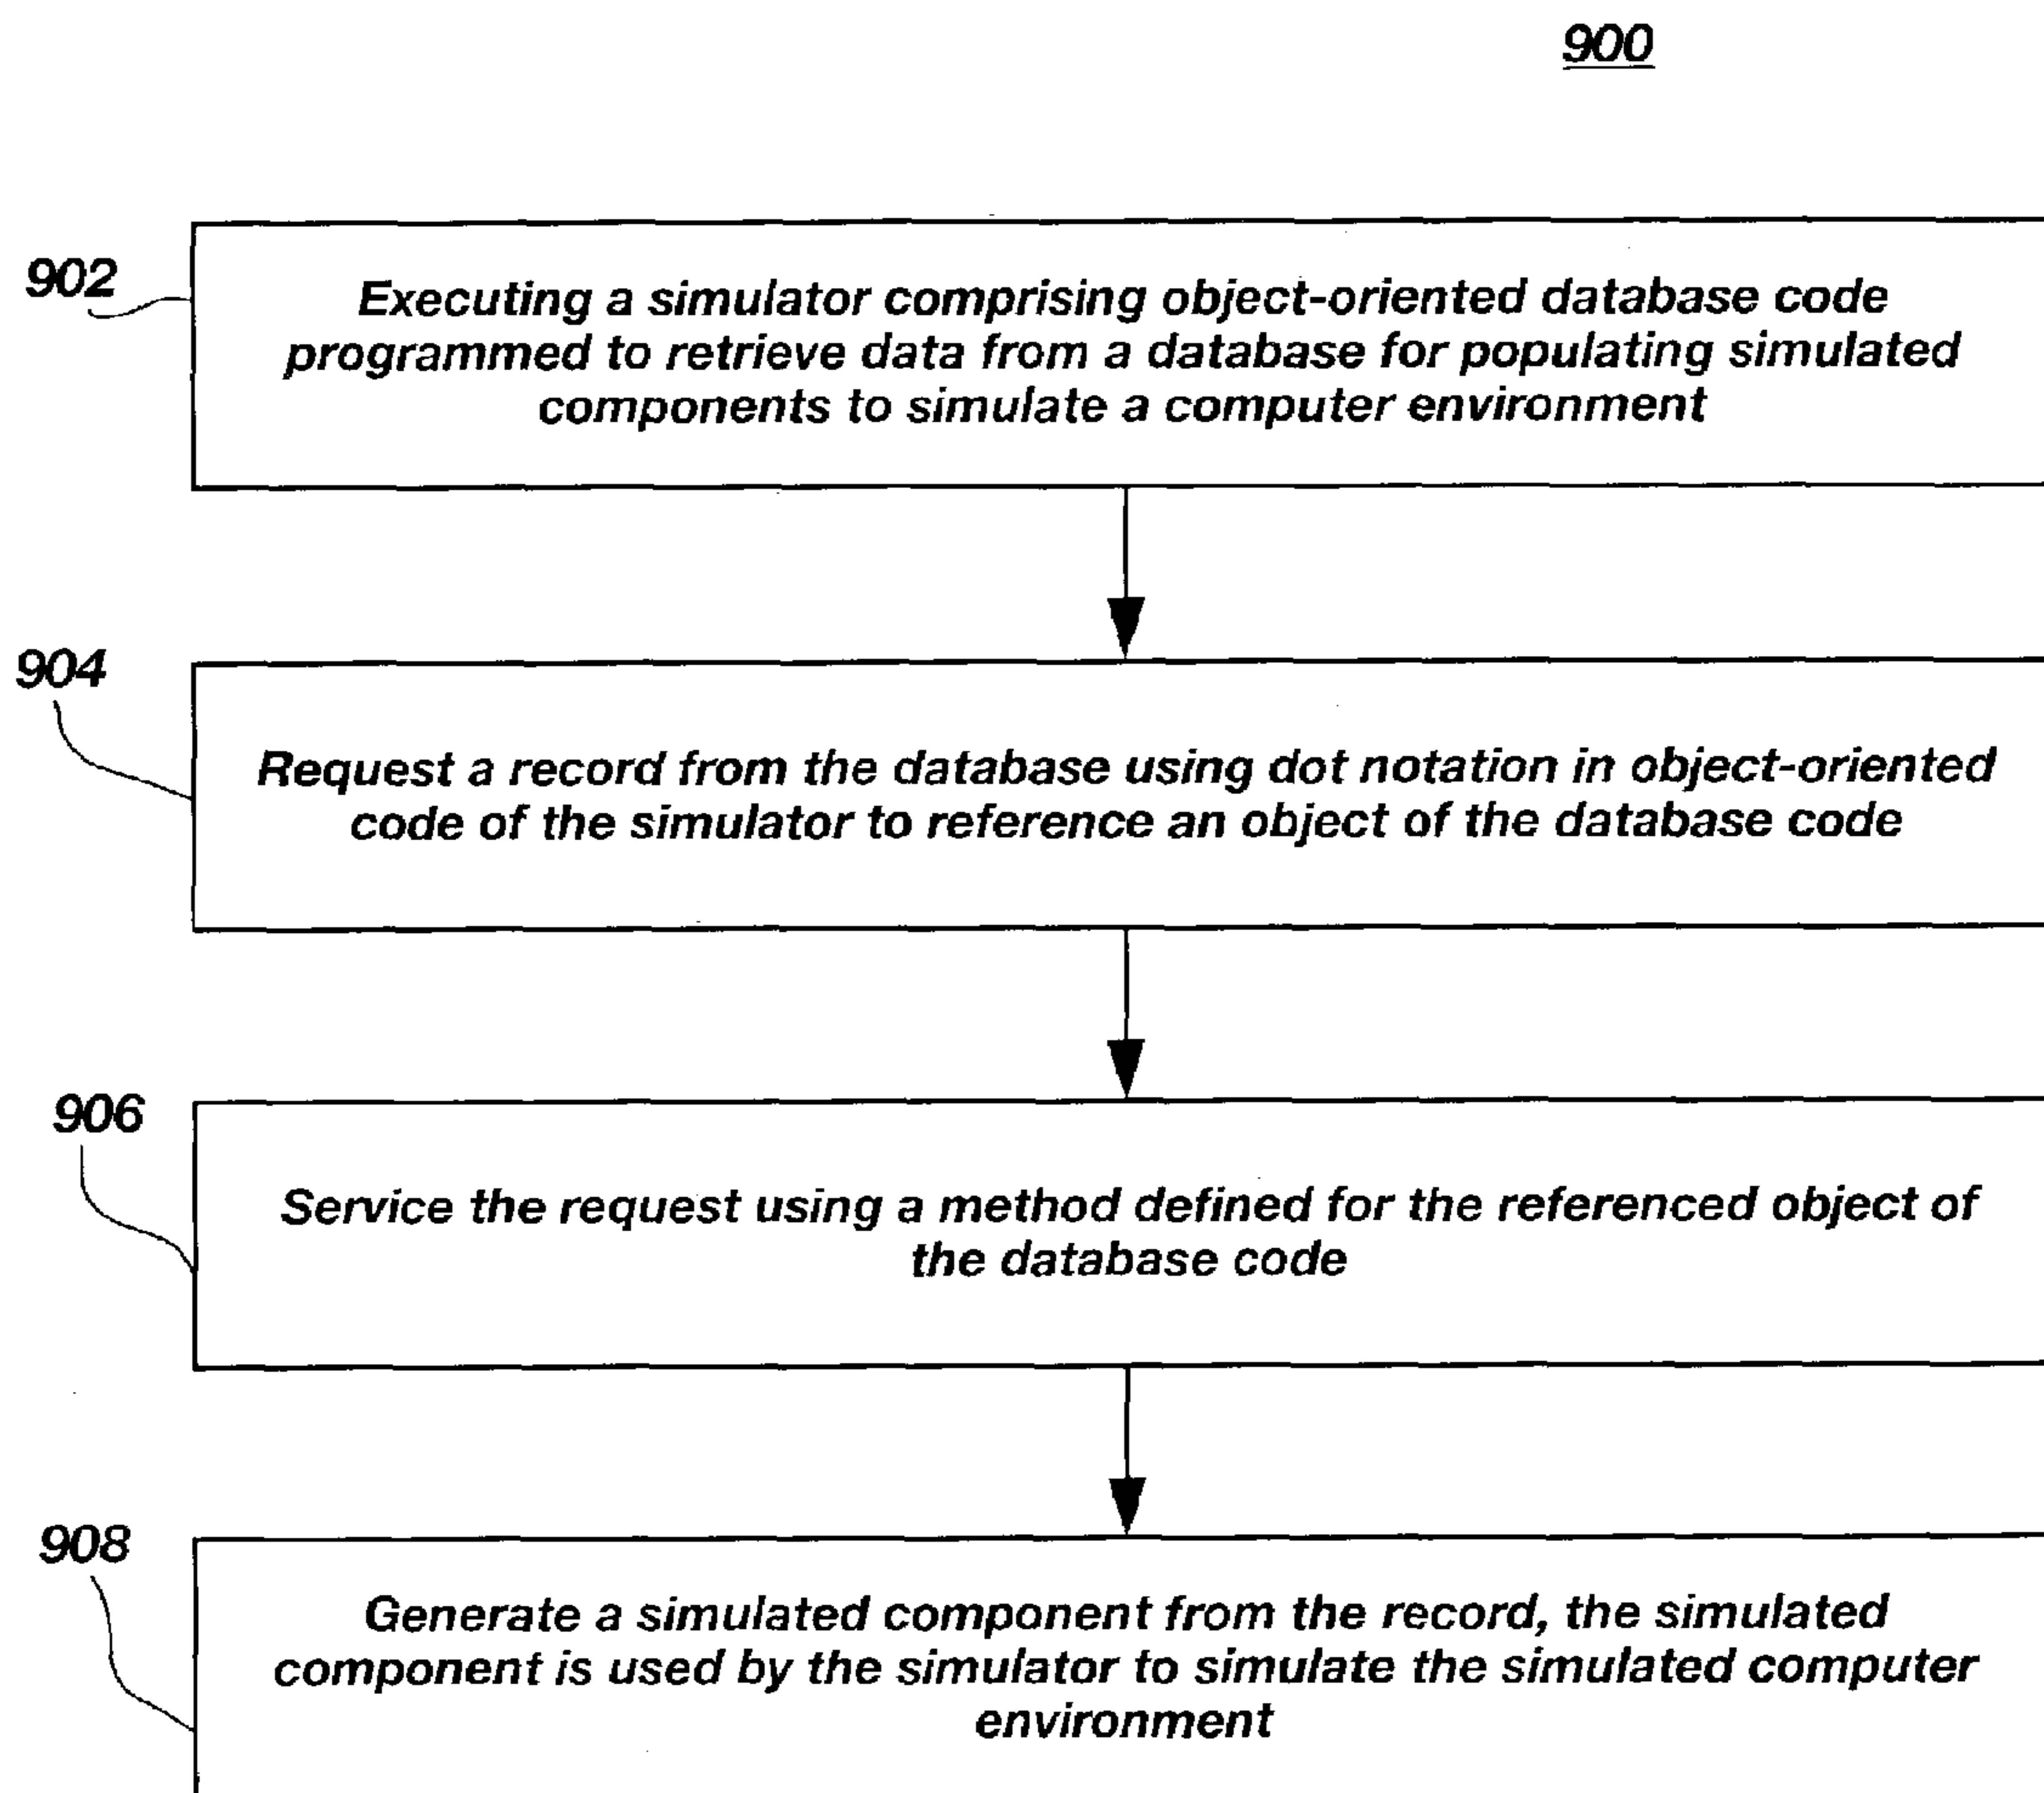 900
902
Executing a simulator comprising object-oriented database code
programmed to retrieve data from a database for populating simulated
components to simulate a computer environment
904
Request a record from the database using dot notation in object-oriented
code of the simulator to reference an object of the database code
906
Service the request using a method defined for the referenced object of
the database code
908
Generate a simulated component from the record, the simulated
component is used by the simulator to simulate the simulated computer
environment